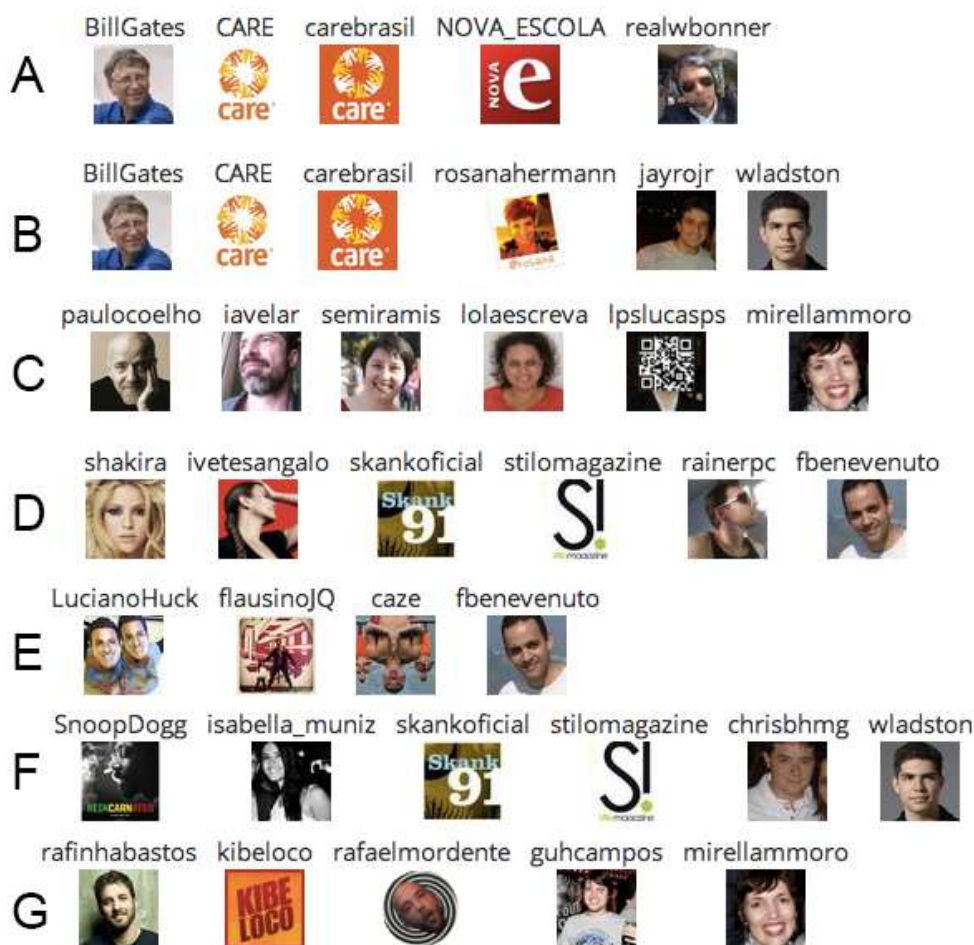 BillGates CARE carebrasil NOVA_ESCOLA realwbonner
A care care NOVA e
BillGates CARE carebrasil rosanahermann jayrojr wladston
B care care @rosana
paulocoelho iavelar semiramis lolaescreva lpslucasps mirellammoro
C
shakira ivetesangalo skankoficial stilomagazine rainerpc fbenevenuto
D Skank 91 S!
LucianoHuck flausinoJQ caze fbenevenuto
E
SnoopDogg isabella_muniz skankoficial stilomagazine chrisbhmg wladston
F REINCARNATED Skank 91 S!
rafinhabastos kibeloco rafaelmordente guhcampos mirellammoro
G KIBE LOCO